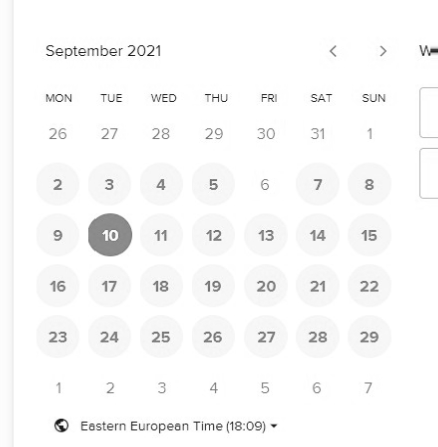 September 2021
MON TUE WED THU FRI SAT SUN
26 27 28 29 30 31 1
2 3 4 5 6 7 8
9 10 11 12 13 14 15
16 17 18 19 20 21 22
23 24 25 26 27 28 29
1 2 3 4 5 6 7
Eastern European Time (18:09)